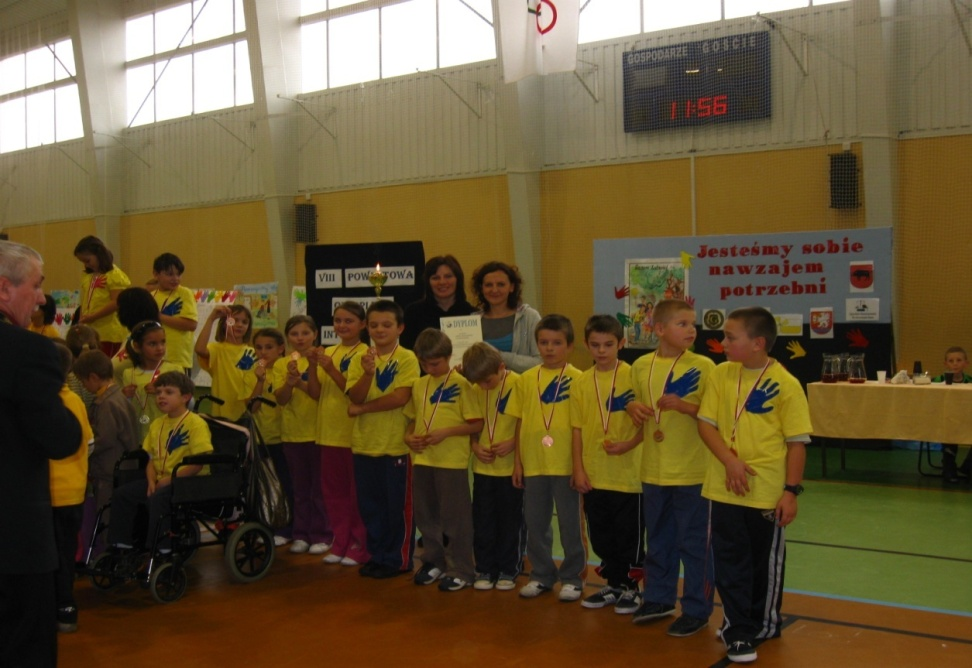 GOSPODARZE GOŚCIE
11:56
Jesteśmy sobie
nawzajem
potrzebni
VIII POWIATOWA
DYPLOM